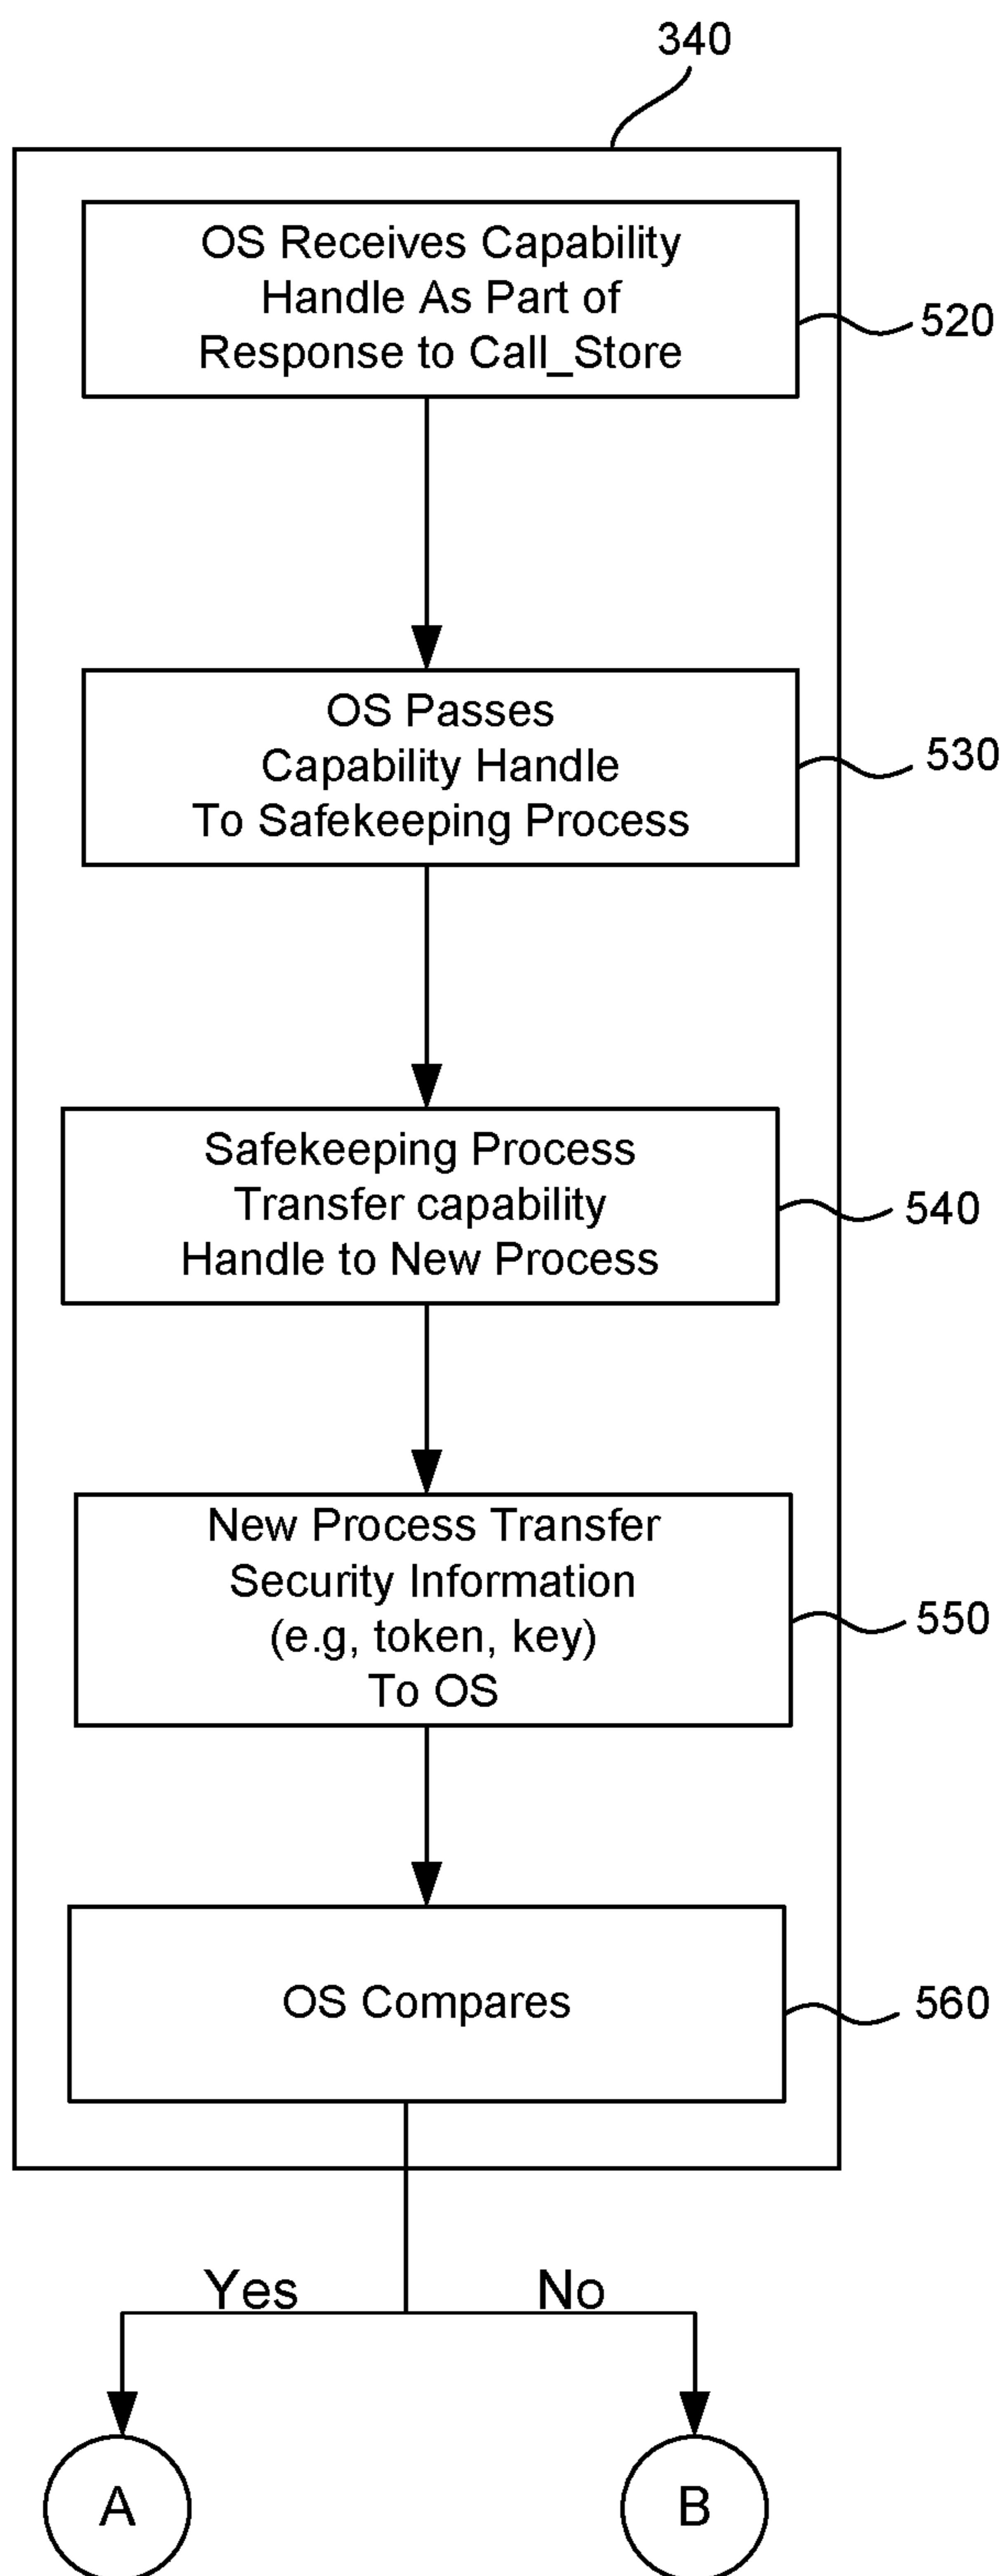 340
OS Receives Capability
Handle As Part of
Response to Call_Store
520
OS Passes
Capability Handle
To Safekeeping Process
530
Safekeeping Process
Transfer capability
Handle to New Process
540
New Process Transfer
Security Information
(e.g, token, key)
To OS
550
OS Compares
560
Yes
No
A
B